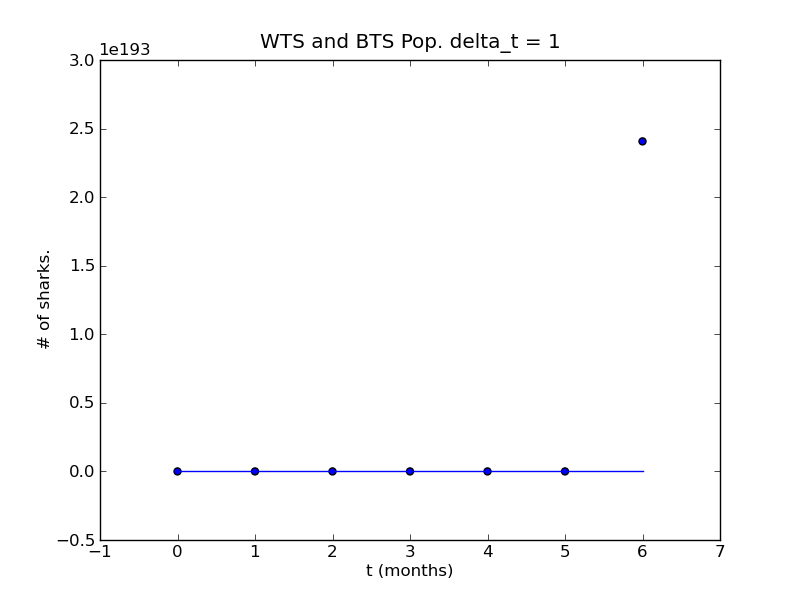 WTS and BTS Pop. delta_t = 1
1e193
3.0
2.5
2.0
1.5
1.0
0.5
0.0
−0.5
# of sharks.
−1 0 1 2 3 4 5 6 7
t (months)